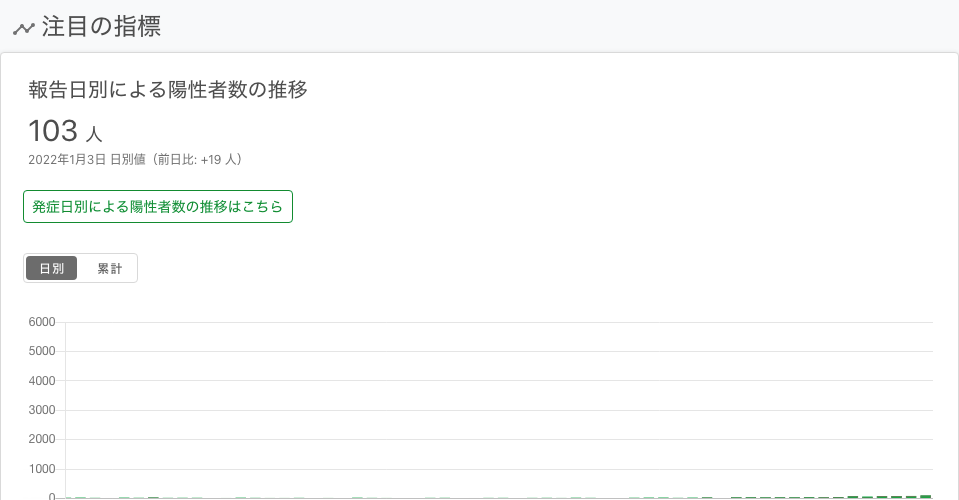 注目の指標
報告日別による陽性者数の推移
103 人
2022年1月3日 日別値（前日比: +19 人）
発症日別による陽性者数の推移はこちら
日別 累計
6000
5000
4000
3000
2000
1000
0